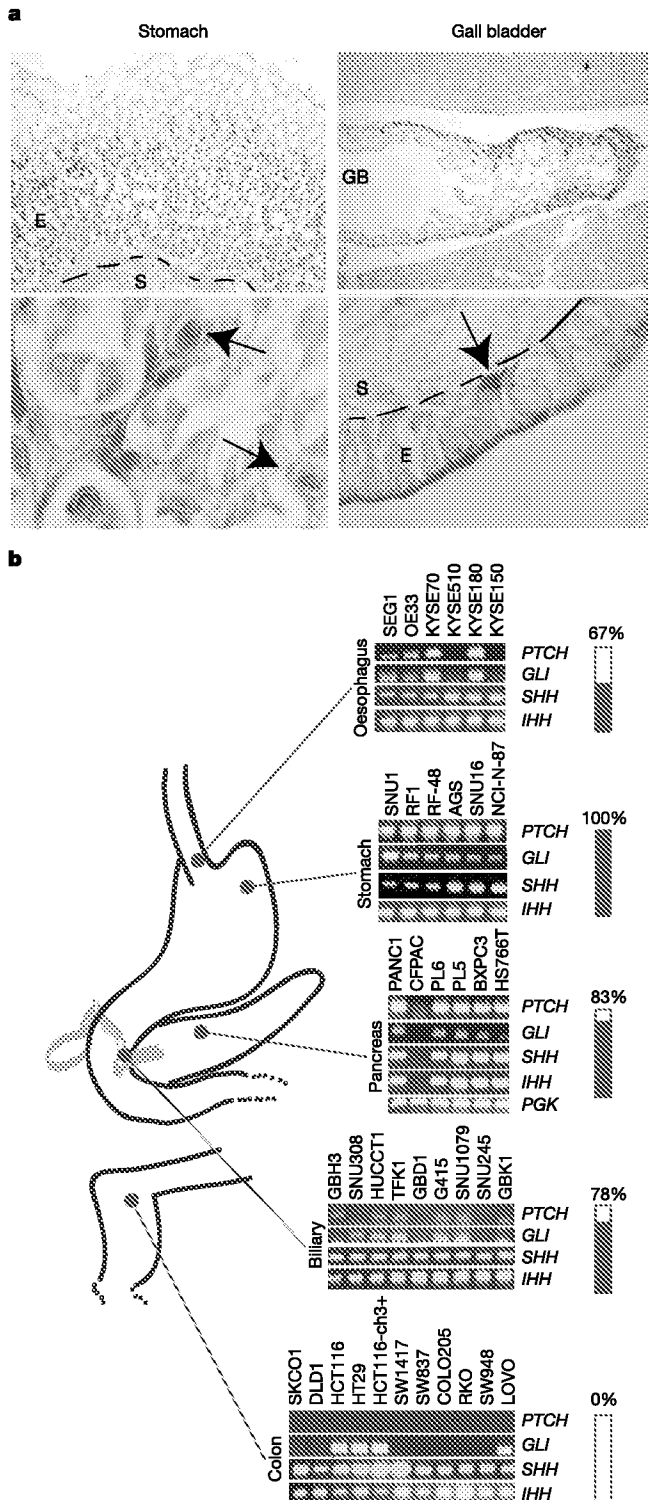 a
Stomach
Gall bladder
E
S
GB
S
E
b
Oesophagus
SEG1
OE33
KYSE70
KYSE510
KYSE180
KYSE150
PTCH
GLI
SHH
IHH
67%
Stomach
SNU1
RF1
RF-48
AGS
SNU16
NCI-N-87
PTCH
GLI
SHH
IHH
100%
Pancreas
PANC1
CFPAC
PL6
PL5
BXPC3
HS766T
PTCH
GLI
SHH
IHH
PGK
83%
Biliary
GBH3
SNU308
HUCCT1
TFK1
GBD1
G415
SNU1079
SNU245
GBK1
PTCH
GLI
SHH
IHH
78%
Colon
SKCO1
DLD1
HCT116
HT29
HCT116-ch3+
SW1417
SW837
COLO205
RKO
SW948
LOVO
PTCH
GLI
SHH
IHH
0%